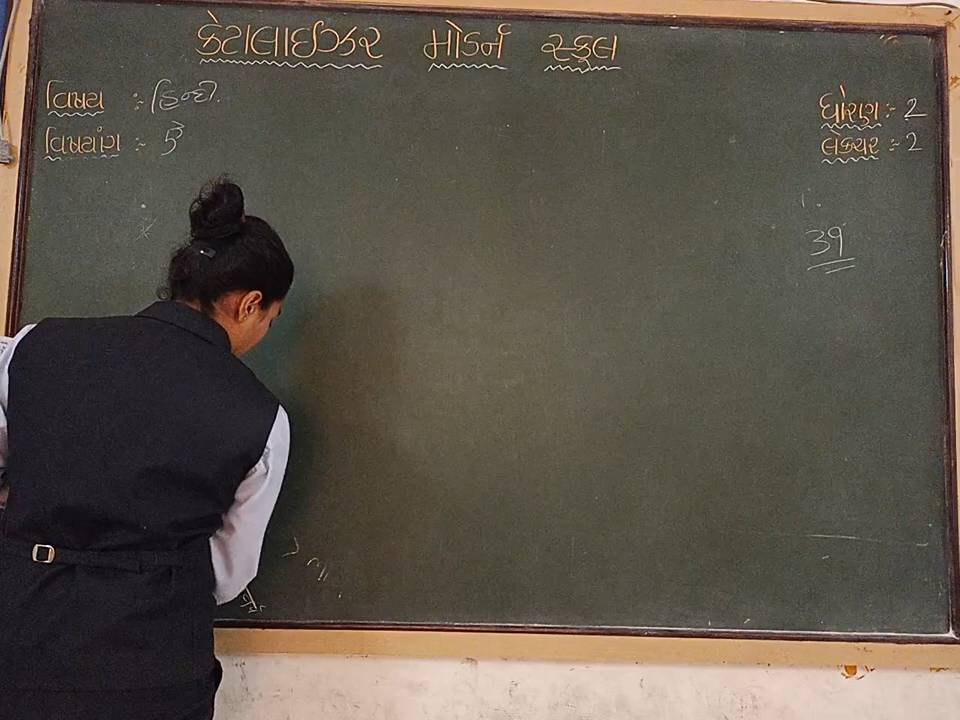 કેટાલાઈઝર મોડર્ન સ્કૂલ
વિષય :- હિન્દી.
વિષયાંગ :-
ધોરણ :- 2
લેક્ચર :- 2
39